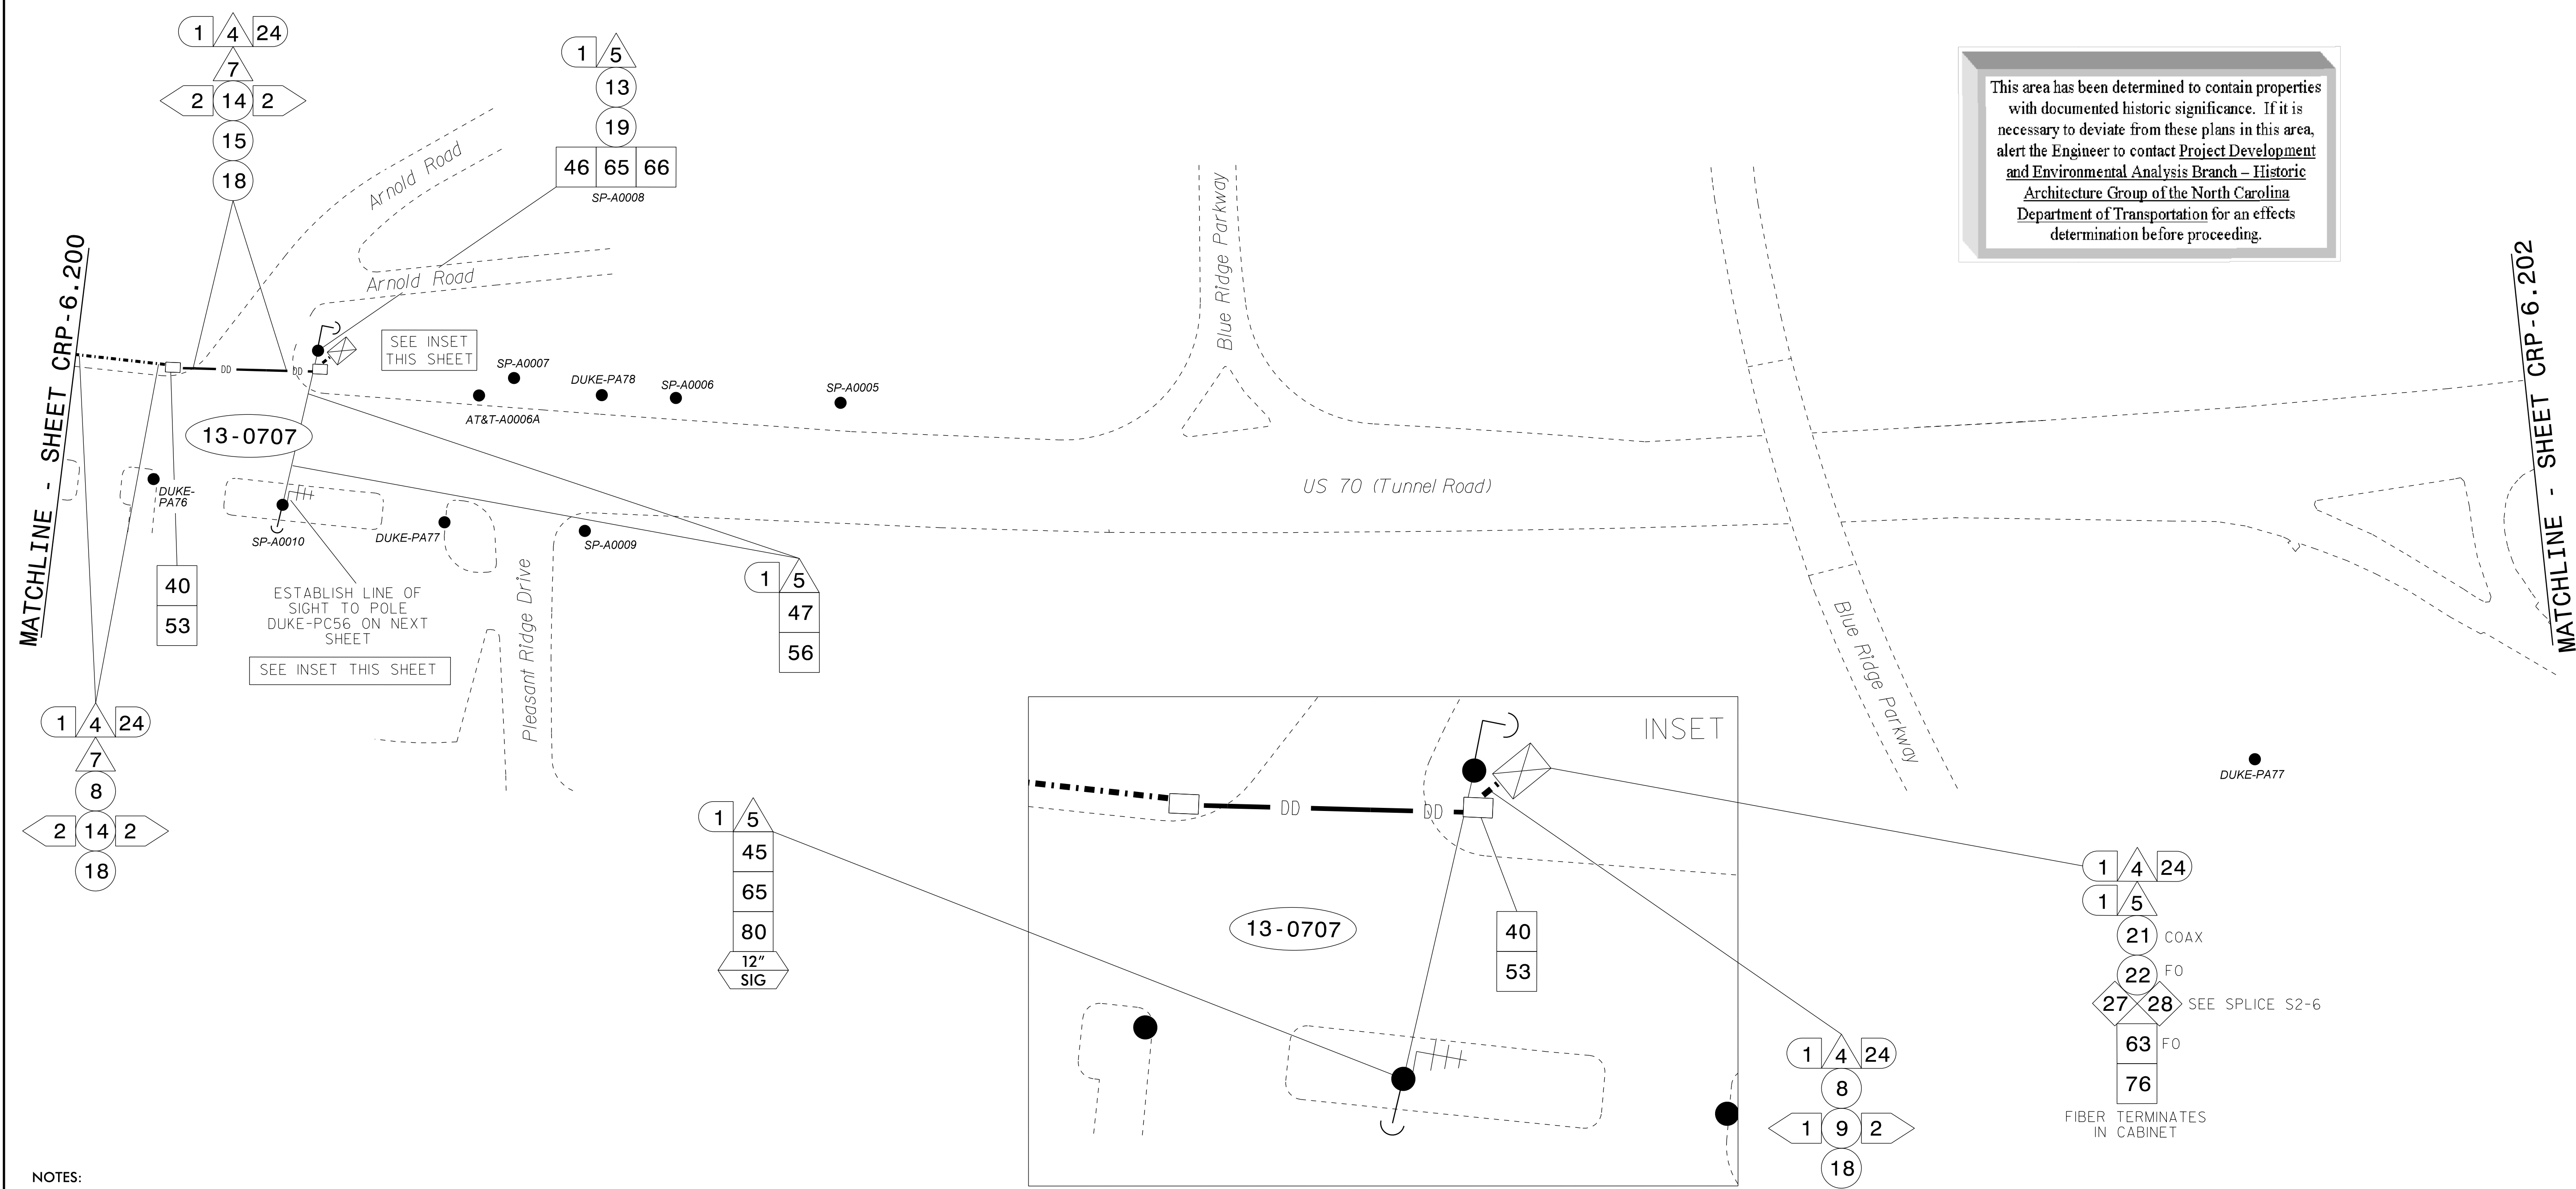 1 4 24
7
2 14 2
15
18
1 5
13
19
46 65 66
SP-A0008
This area has been determined to contain properties
with documented historic significance. If it is
necessary to deviate from these plans in this area,
alert the Engineer to contact Project Development
and Environmental Analysis Branch – Historic
Architecture Group of the North Carolina
Department of Transportation for an effects
determination before proceeding.
Arnold Road
Arnold Road
Blue Ridge Parkway
MATCHLINE - SHEET CRP-6.200
MATCHLINE - SHEET CRP-6.202
SEE INSET
THIS SHEET
DD
DD
SP-A0007
DUKE-PA78
SP-A0006
SP-A0005
AT&T-A0006A
13-0707
US 70 (Tunnel Road)
DUKE-
PA76
SP-A0010
DUKE-PA77
SP-A0009
40
53
ESTABLISH LINE OF
SIGHT TO POLE
DUKE-PC56 ON NEXT
SHEET
SEE INSET THIS SHEET
Pleasant Ridge Drive
1 5
47
56
Blue Ridge Parkway
DUKE-PA77
1 4 24
7
8
2 14 2
18
1 5
45
65
80
12"
SIG
INSET
DD
DD
13-0707
40
53
1 4 24
8
1 9 2
18
1 4 24
1 5
21 COAX
22 FO
27 28 SEE SPLICE S2-6
63 FO
76
FIBER TERMINATES
IN CABINET
NOTES: